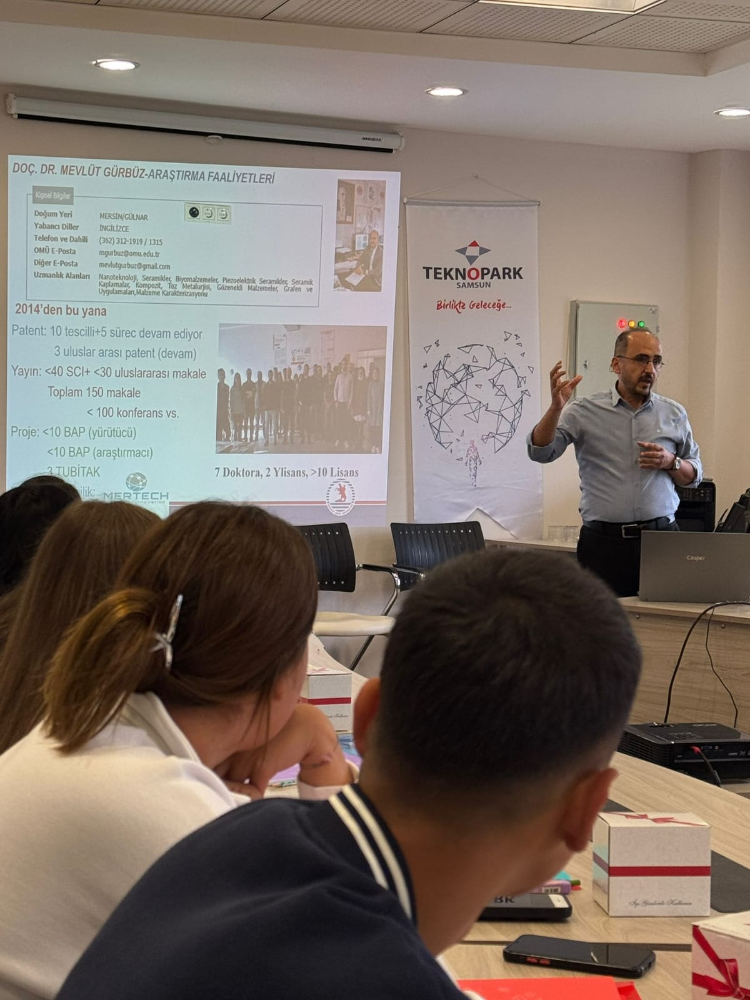 DOÇ. DR. MEVLÜT GÜRBÜZ-ARAŞTIRMA FAALİYETLERİ
Kişisel Bilgiler
Doğum Yeri MERSİN/GÜLNAR
Yabancı Diller İNGİLİZCE
Telefon ve Dahili (362) 312-1919 / 1315
OMÜ E-Posta mgurbuz@omu.edu.tr
Diğer E-Posta mevlutgurbuz@gmail.com
Uzmanlık Alanları Nanoteknoloji, Seramikler, Biyomalzemeler, Piezoelektrik Seramikler, Seramik
Kaplamalar, Kompozit, Toz Metalurjisi, Gözenekli Malzemeler, Grafen ve
Uygulamaları,Malzeme Karakterizasyonu
2014'den bu yana
Patent: 10 tescilli+5 sürec devam ediyor
3 uluslar arası patent (devam)
Yayın: <40 SCI+ <30 uluslararası makale
Toplam 150 makale
< 100 konferans vs.
Proje: <10 BAP (yürütücü)
<10 BAP (araştırmacı)
3 TUBİTAK
7 Doktora, 2 Ylisans, >10 Lisans
MERTECH
TEKNOPARK
SAMSUN
Birlikte Geleceğe...
Casper
BR
İyi Günlerde Kullanın